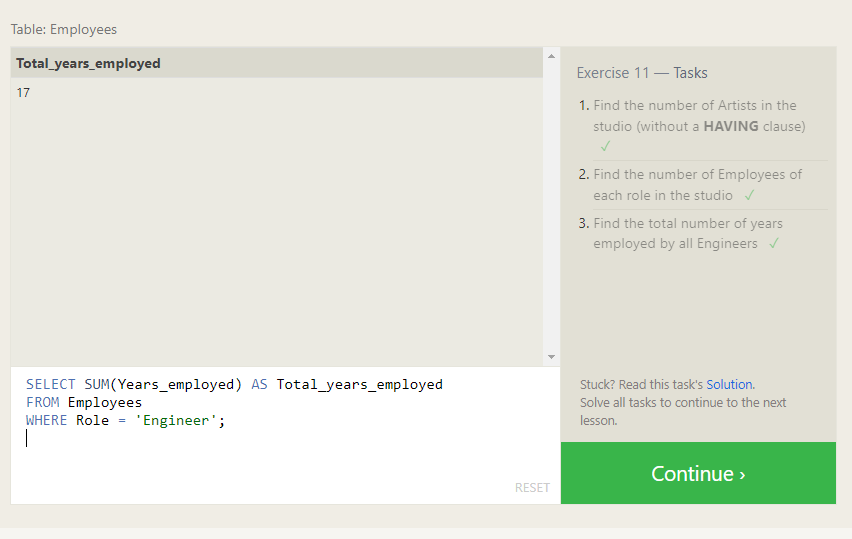 Table: Employees
Total_years_employed
17
Exercise 11 — Tasks
1. Find the number of Artists in the
studio (without a HAVING clause)
✓
2. Find the number of Employees of
each role in the studio ✓
3. Find the total number of years
employed by all Engineers ✓
SELECT SUM(Years_employed) AS Total_years_employed
FROM Employees
WHERE Role = 'Engineer';
RESET
Stuck? Read this task's Solution.
Solve all tasks to continue to the next
lesson.
Continue ›